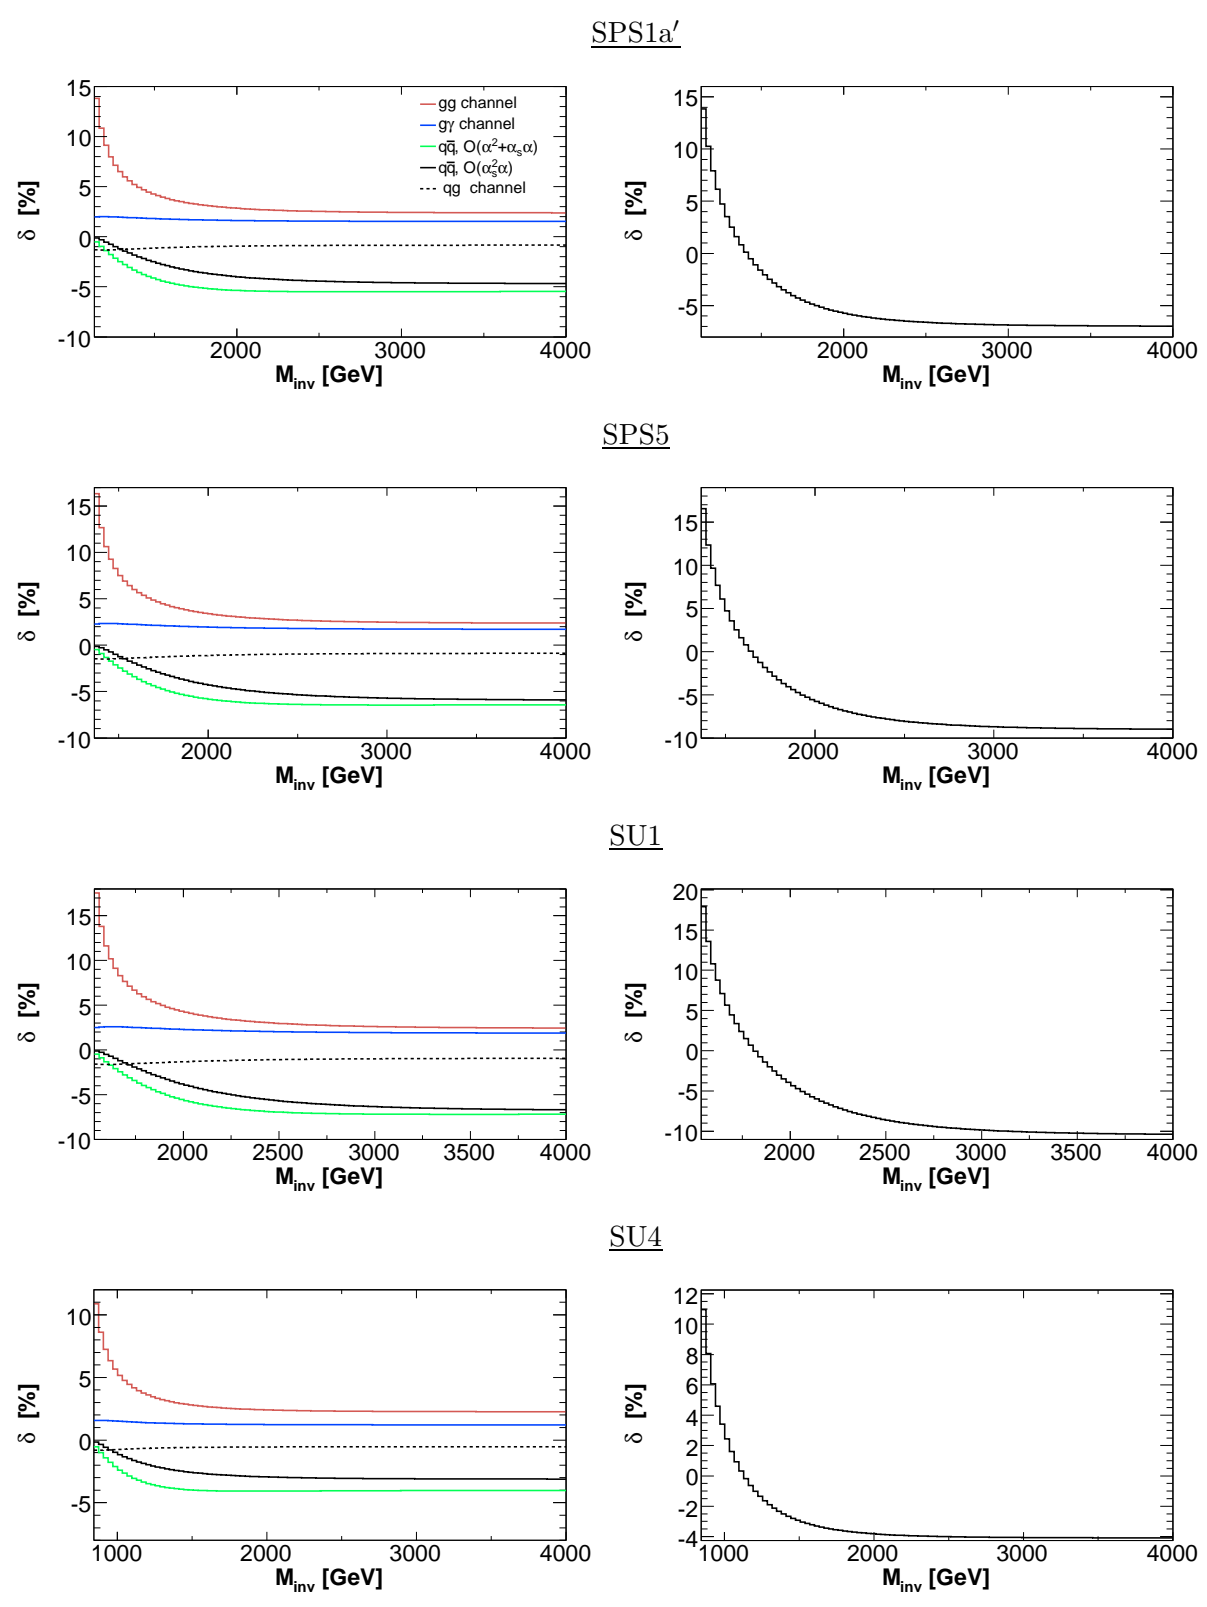 SPS1a′
15
10
5
0
-5
-10
δ [%]
gg channel
gγ channel
qq̅, O(α²+αₛα)
qq̅, O(αₛ²α)
qg channel
2000 3000 4000
M_inv [GeV]
15
10
5
0
-5
δ [%]
2000 3000 4000
M_inv [GeV]
SPS5
15
10
5
0
-5
-10
δ [%]
2000 3000 4000
M_inv [GeV]
15
10
5
0
-5
-10
δ [%]
2000 3000 4000
M_inv [GeV]
SU1
15
10
5
0
-5
-10
δ [%]
2000 2500 3000 3500 4000
M_inv [GeV]
20
15
10
5
0
-5
-10
δ [%]
2000 2500 3000 3500 4000
M_inv [GeV]
SU4
10
5
0
-5
δ [%]
1000 2000 3000 4000
M_inv [GeV]
12
10
8
6
4
2
0
-2
-4
δ [%]
1000 2000 3000 4000
M_inv [GeV]